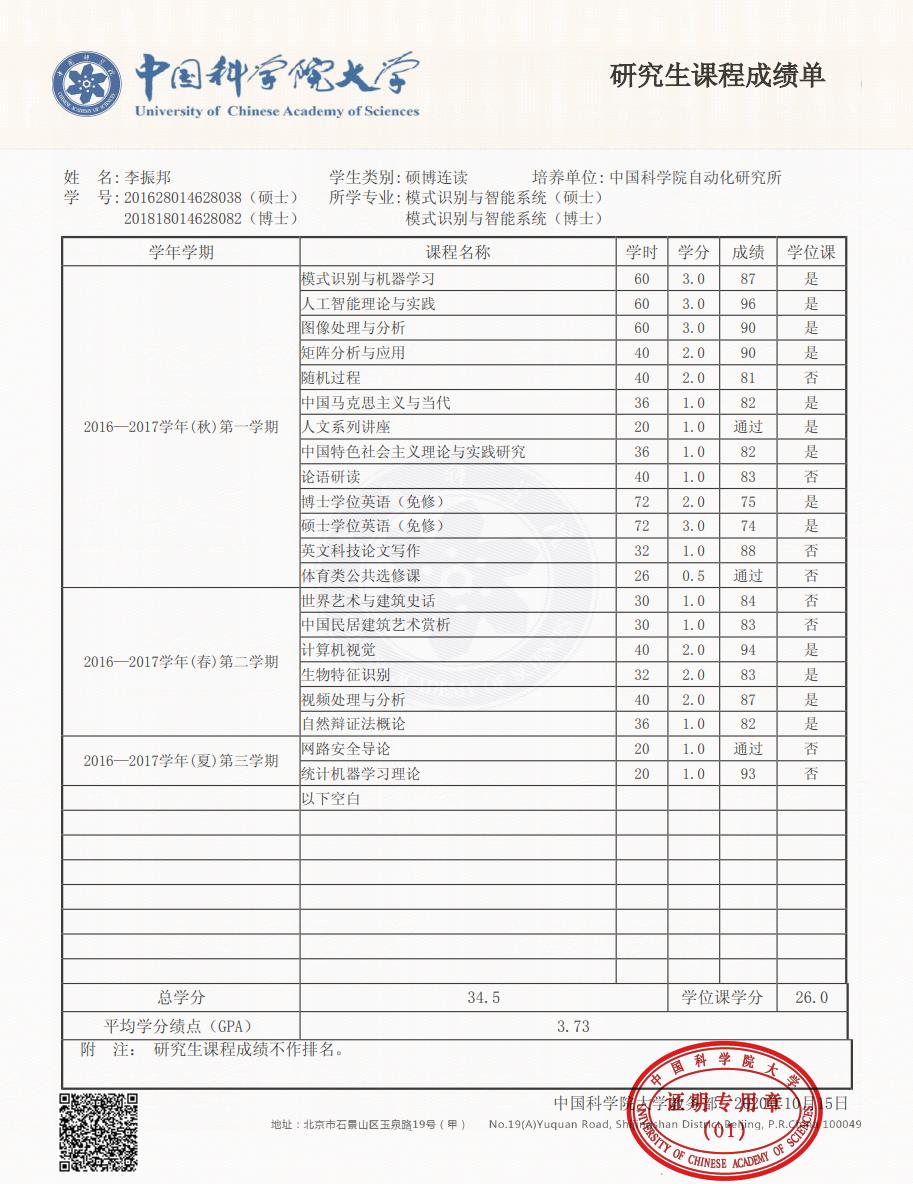 中国科学院大学
University of Chinese Academy of Sciences
研究生课程成绩单
姓 名: 李振邦 学生类别: 硕博连读 培养单位: 中国科学院自动化研究所
学 号: 201628014628038（硕士） 所学专业: 模式识别与智能系统（硕士）
201818014628082（博士） 模式识别与智能系统（博士）
学年学期 课程名称 学时 学分 成绩 学位课
2016—2017学年(秋)第一学期
模式识别与机器学习 60 3.0 87 是
人工智能理论与实践 60 3.0 96 是
图像处理与分析 60 3.0 90 是
矩阵分析与应用 40 2.0 90 是
随机过程 40 2.0 81 否
中国马克思主义与当代 36 1.0 82 是
人文系列讲座 20 1.0 通过 是
中国特色社会主义理论与实践研究 36 1.0 82 是
论语研读 40 1.0 83 否
博士学位英语（免修） 72 2.0 75 是
硕士学位英语（免修） 72 3.0 74 是
英文科技论文写作 32 1.0 88 否
体育类公共选修课 26 0.5 通过 否
2016—2017学年(春)第二学期
世界艺术与建筑史话 30 1.0 84 否
中国民居建筑艺术赏析 30 1.0 83 否
计算机视觉 40 2.0 94 是
生物特征识别 32 2.0 83 是
视频处理与分析 40 2.0 87 是
自然辩证法概论 36 1.0 82 是
2016—2017学年(夏)第三学期
网路安全导论 20 1.0 通过 否
统计机器学习理论 20 1.0 93 否
以下空白
总学分 34.5 学位课学分 26.0
平均学分绩点（GPA） 3.73
附 注: 研究生课程成绩不作排名。
中国科学院大学教务部 2020年10月15日
地址：北京市石景山区玉泉路19号（甲） No.19(A)Yuquan Road, Shijingshan District,Beijing, P.R.China 100049
中国科学院大学
证明专用章
(01)
UNIVERSITY OF CHINESE ACADEMY OF SCIENCES